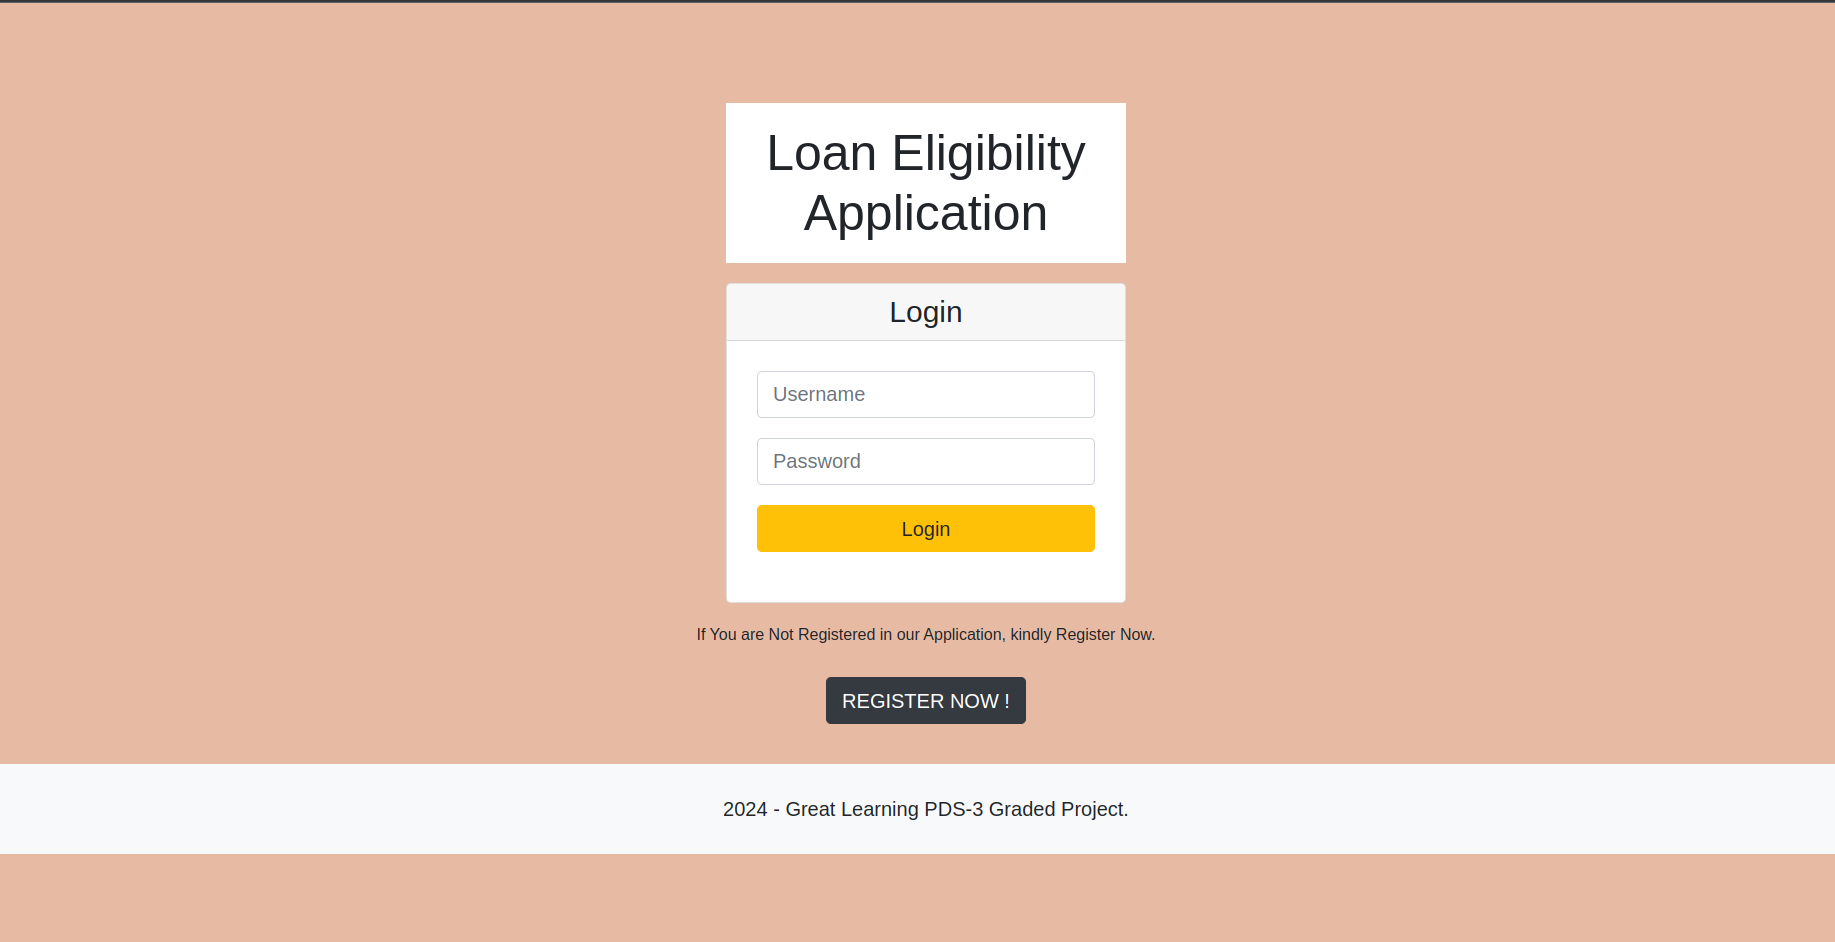 Loan Eligibility
Application
Login
Username
Password
Login
If You are Not Registered in our Application, kindly Register Now.
REGISTER NOW !
2024 - Great Learning PDS-3 Graded Project.